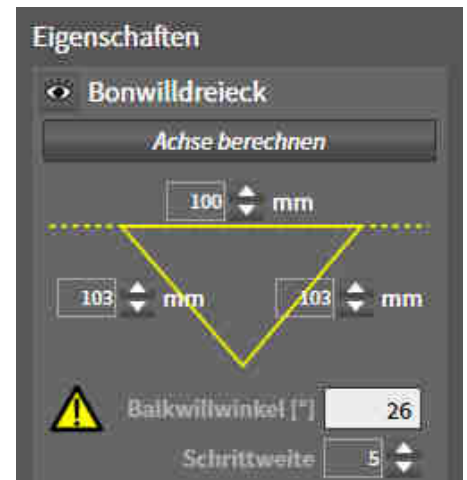 Eigenschaften
Bonwilldreieck
Achse berechnen
100 mm
103 mm 103 mm
Balkwillwinkel [°] 26
Schrittweite 5